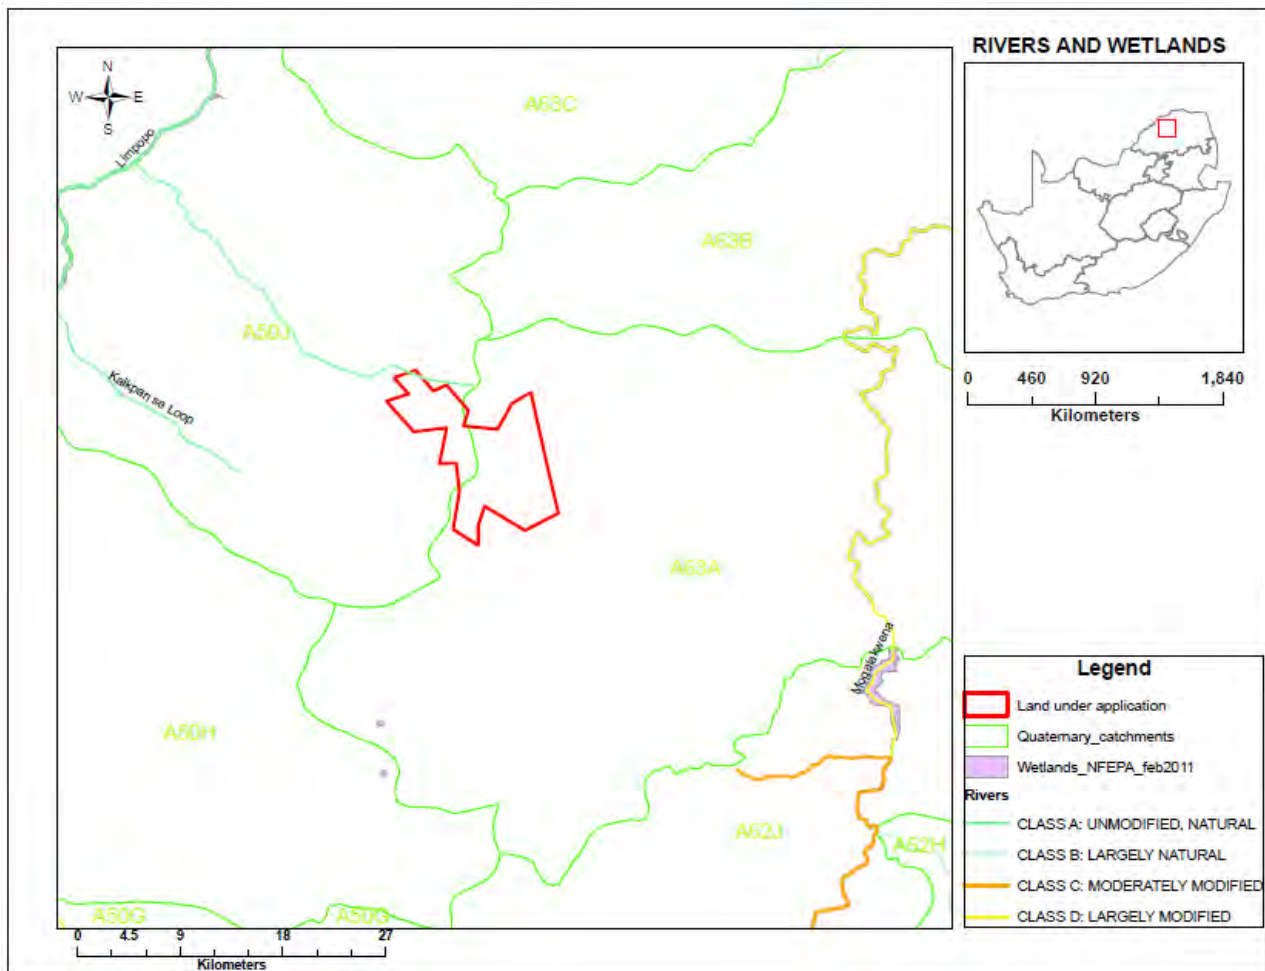 RIVERS AND WETLANDS
N
W E
S
Limpopo
A63C
A63B
A50J
Kalkpan se Loop
0 460 920 1,840
Kilometers
A63A
Mogalakwena
A50H
A62J
A62H
A50G
A50G
0 4.5 9 18 27
Kilometers
Legend
Land under application
Quaternary_catchments
Wetlands_NFEPA_feb2011
Rivers
CLASS A: UNMODIFIED, NATURAL
CLASS B: LARGELY NATURAL
CLASS C: MODERATELY MODIFIED
CLASS D: LARGELY MODIFIED